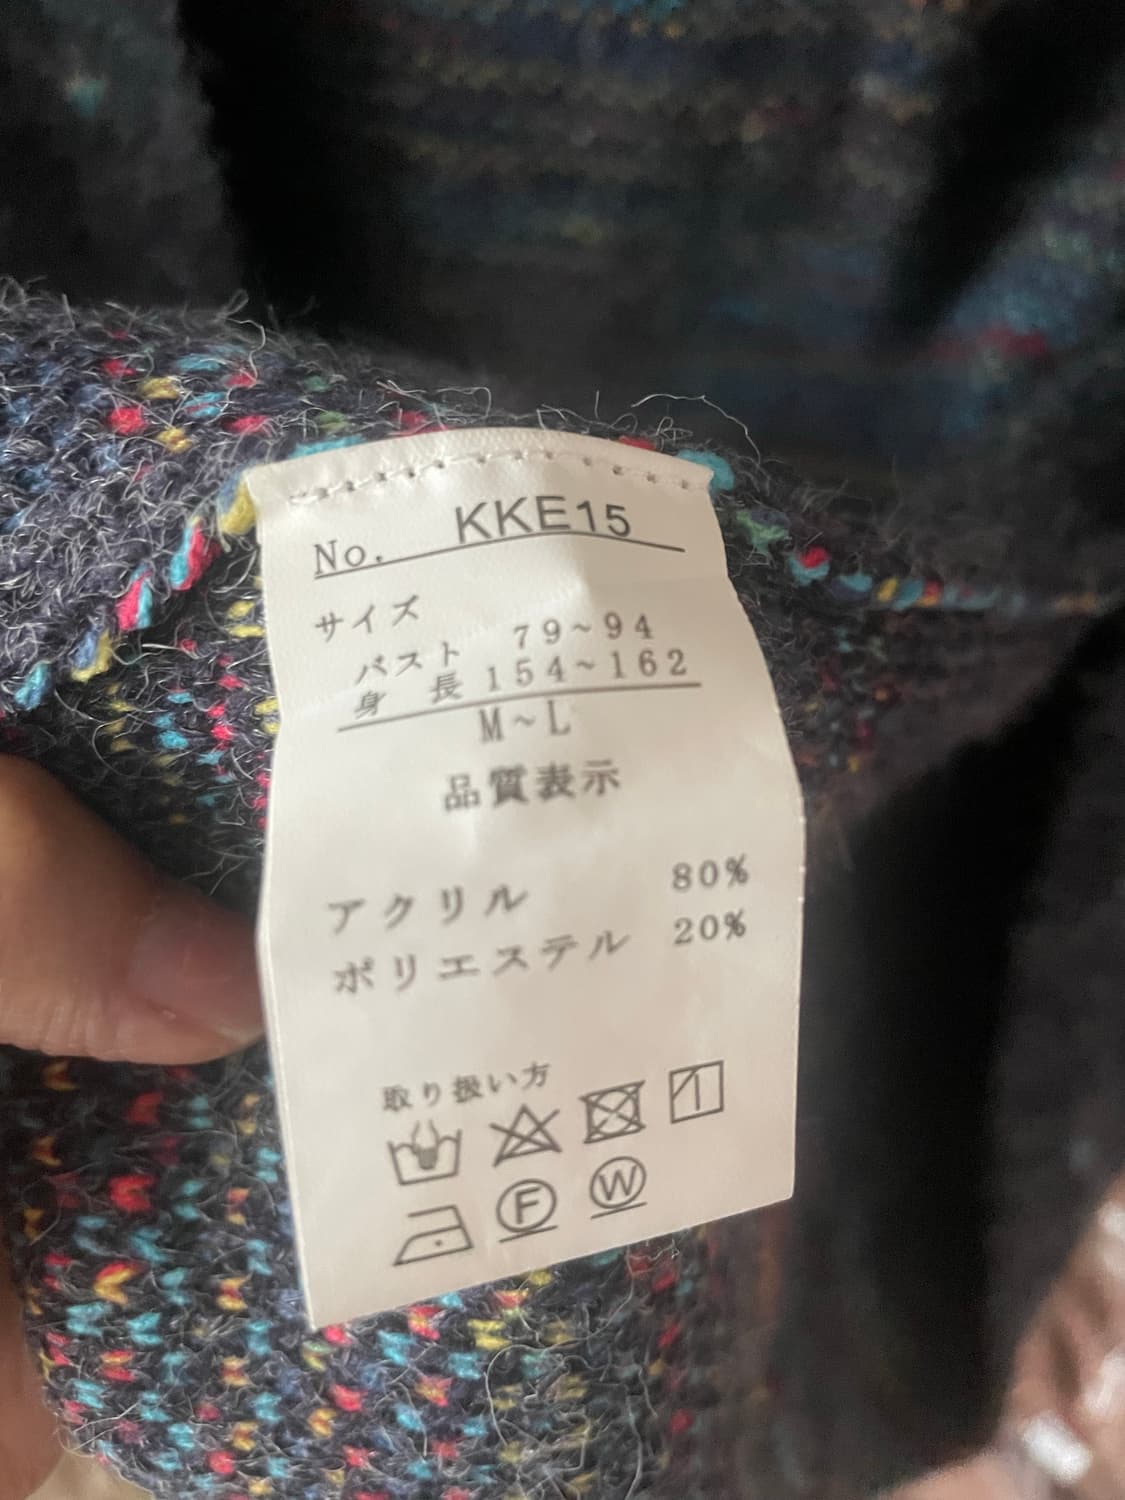 No. KKE15
サイズ
バスト 79~94
身 長 154~162
M~L
品質表示
アクリル 80%
ポリエステル 20%
取り扱い方
F W